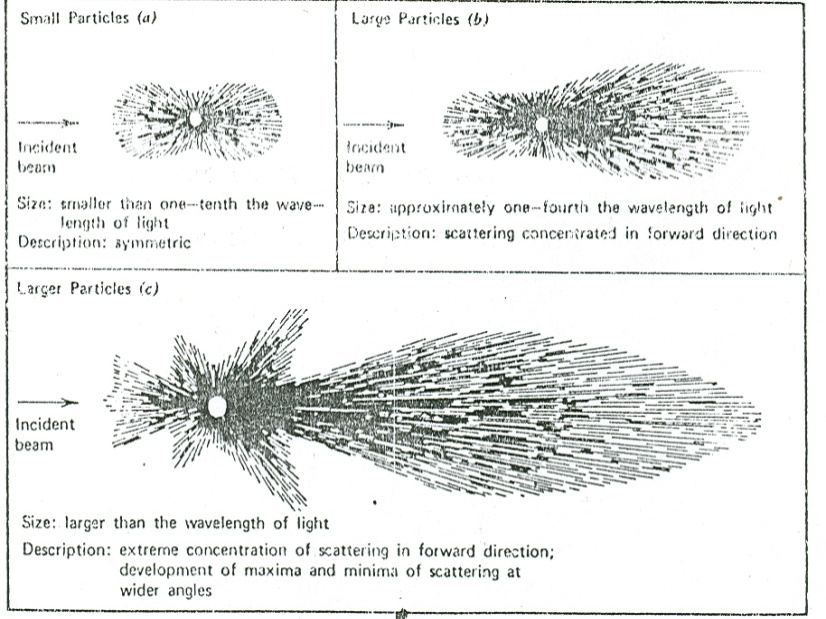 Small Particles (a)
Incident
beam
Size: smaller than one-tenth the wave-
length of light
Description: symmetric
Large Particles (b)
Incident
beam
Size: approximately one-fourth the wavelength of light
Description: scattering concentrated in forward direction
Larger Particles (c)
Incident
beam
Size: larger than the wavelength of light
Description: extreme concentration of scattering in forward direction;
development of maxima and minima of scattering at
wider angles